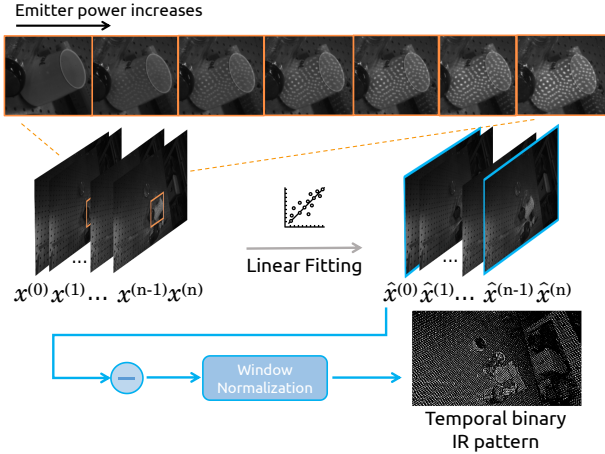 Emitter power increases
...
...
Linear Fitting
x⁽⁰⁾ x⁽¹⁾ ... x⁽ⁿ⁻¹⁾ x⁽ⁿ⁾
x̂⁽⁰⁾ x̂⁽¹⁾ ... x̂⁽ⁿ⁻¹⁾ x̂⁽ⁿ⁾
Window
Normalization
Temporal binary
IR pattern